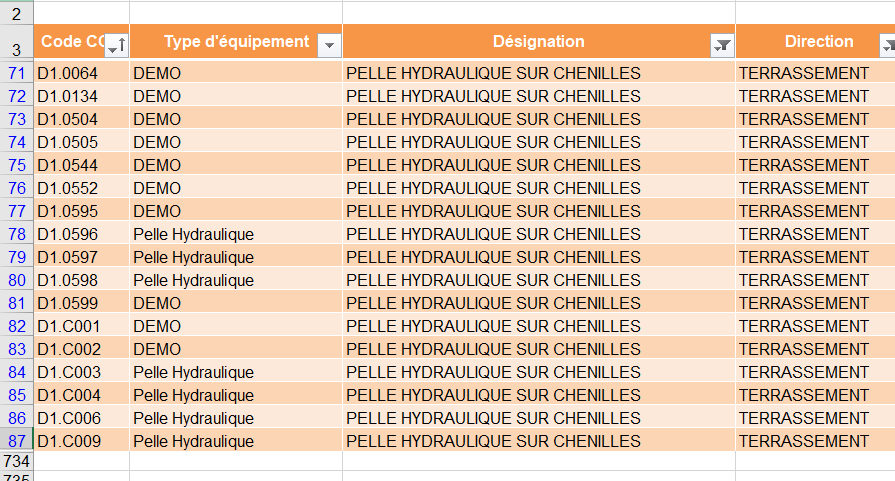 2
3 Code CC Type d'équipement Désignation Direction
71 D1.0064 DEMO PELLE HYDRAULIQUE SUR CHENILLES TERRASSEMENT
72 D1.0134 DEMO PELLE HYDRAULIQUE SUR CHENILLES TERRASSEMENT
73 D1.0504 DEMO PELLE HYDRAULIQUE SUR CHENILLES TERRASSEMENT
74 D1.0505 DEMO PELLE HYDRAULIQUE SUR CHENILLES TERRASSEMENT
75 D1.0544 DEMO PELLE HYDRAULIQUE SUR CHENILLES TERRASSEMENT
76 D1.0552 DEMO PELLE HYDRAULIQUE SUR CHENILLES TERRASSEMENT
77 D1.0595 DEMO PELLE HYDRAULIQUE SUR CHENILLES TERRASSEMENT
78 D1.0596 Pelle Hydraulique PELLE HYDRAULIQUE SUR CHENILLES TERRASSEMENT
79 D1.0597 Pelle Hydraulique PELLE HYDRAULIQUE SUR CHENILLES TERRASSEMENT
80 D1.0598 Pelle Hydraulique PELLE HYDRAULIQUE SUR CHENILLES TERRASSEMENT
81 D1.0599 DEMO PELLE HYDRAULIQUE SUR CHENILLES TERRASSEMENT
82 D1.C001 DEMO PELLE HYDRAULIQUE SUR CHENILLES TERRASSEMENT
83 D1.C002 DEMO PELLE HYDRAULIQUE SUR CHENILLES TERRASSEMENT
84 D1.C003 Pelle Hydraulique PELLE HYDRAULIQUE SUR CHENILLES TERRASSEMENT
85 D1.C004 Pelle Hydraulique PELLE HYDRAULIQUE SUR CHENILLES TERRASSEMENT
86 D1.C006 Pelle Hydraulique PELLE HYDRAULIQUE SUR CHENILLES TERRASSEMENT
87 D1.C009 Pelle Hydraulique PELLE HYDRAULIQUE SUR CHENILLES TERRASSEMENT
734
735